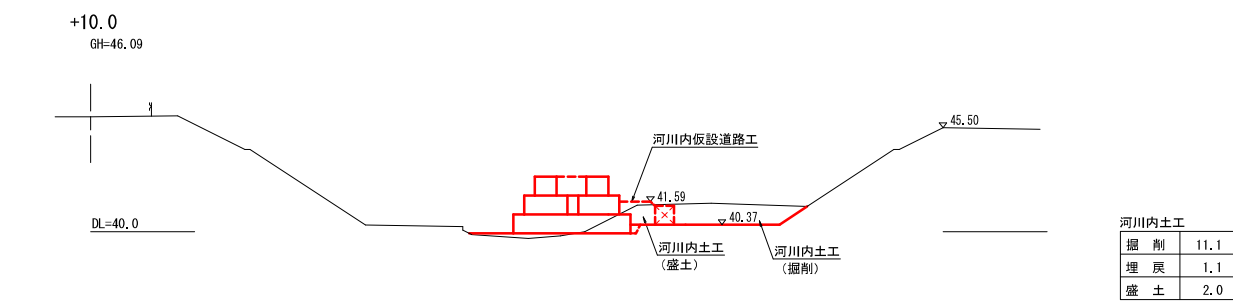 +10.0
GH=46.09
45.50
河川内仮設道路工
41.59
DL=40.0
40.37
河川内土工
(盛土)
河川内土工
(掘削)
河川内土工
掘 削 11.1
埋 戻 1.1
盛 土 2.0